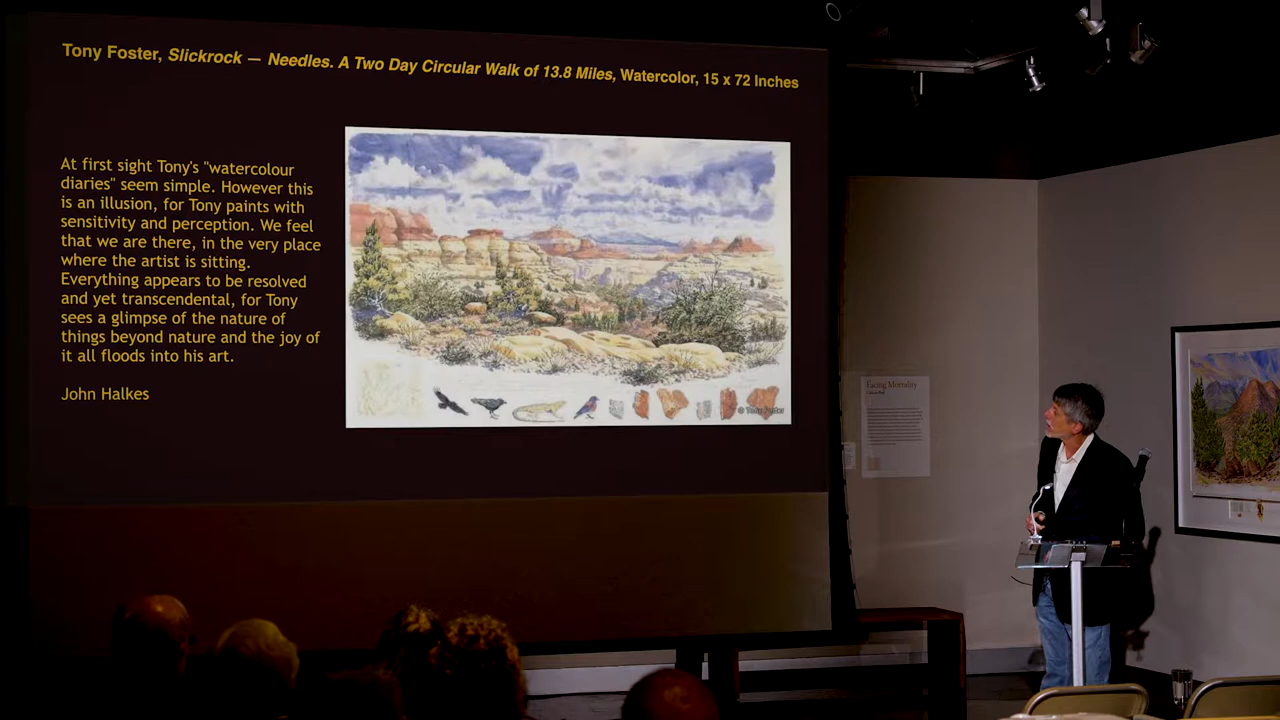 Tony Foster, Slickrock — Needles. A Two Day Circular Walk of 13.8 Miles, Watercolor, 15 x 72 Inches
At first sight Tony's "watercolour
diaries" seem simple. However this
is an illusion, for Tony paints with
sensitivity and perception. We feel
that we are there, in the very place
where the artist is sitting.
Everything appears to be resolved
and yet transcendental, for Tony
sees a glimpse of the nature of
things beyond nature and the joy of
it all floods into his art.
John Halkes
© Tony Foster
Facing Mortality